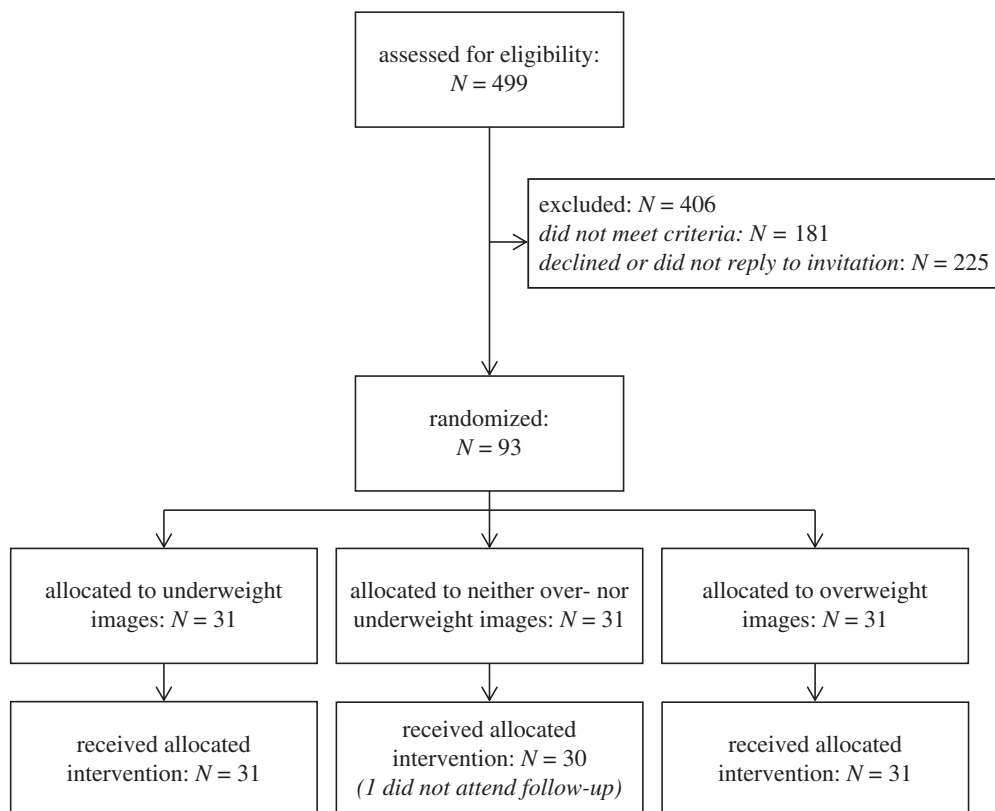 assessed for eligibility:
N = 499
excluded: N = 406
did not meet criteria: N = 181
declined or did not reply to invitation: N = 225
randomized:
N = 93
allocated to underweight
images: N = 31
allocated to neither over- nor
underweight images: N = 31
allocated to overweight
images: N = 31
received allocated
intervention: N = 31
received allocated
intervention: N = 30
(1 did not attend follow-up)
received allocated
intervention: N = 31